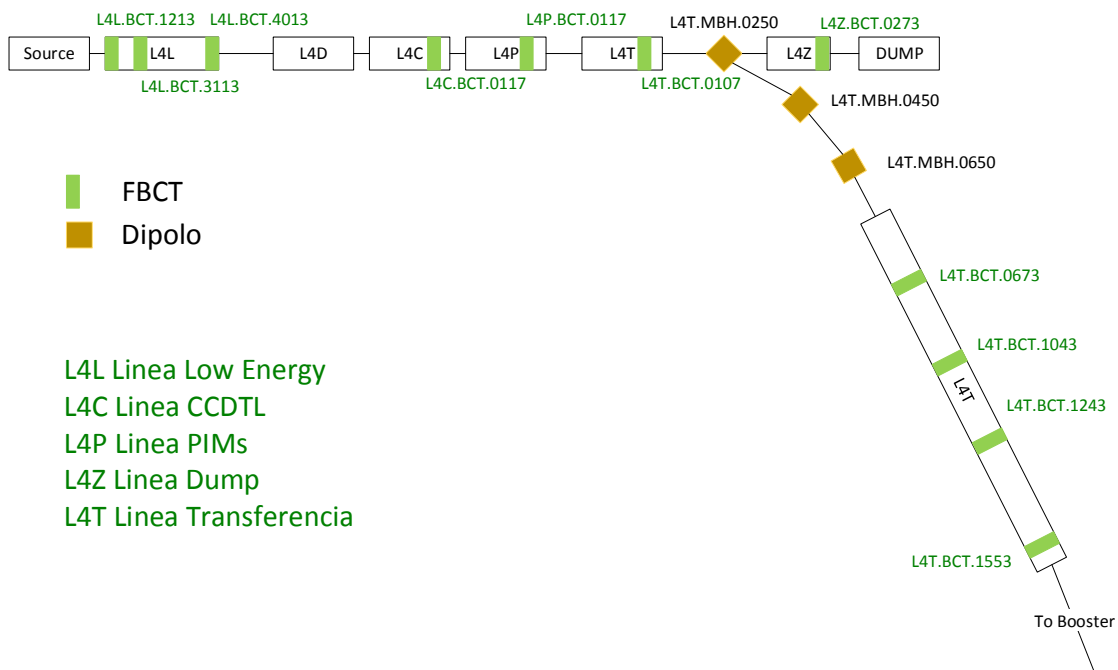 L4L.BCT.1213
L4L.BCT.4013
L4P.BCT.0117
L4T.MBH.0250
L4Z.BCT.0273
Source
L4L
L4D
L4C
L4P
L4T
L4Z
DUMP
L4L.BCT.3113
L4C.BCT.0117
L4T.BCT.0107
L4T.MBH.0450
L4T.MBH.0650
FBCT
Dipolo
L4T.BCT.0673
L4T.BCT.1043
L4T
L4T.BCT.1243
L4L Linea Low Energy
L4C Linea CCDTL
L4P Linea PIMs
L4Z Linea Dump
L4T Linea Transferencia
L4T.BCT.1553
To Booster